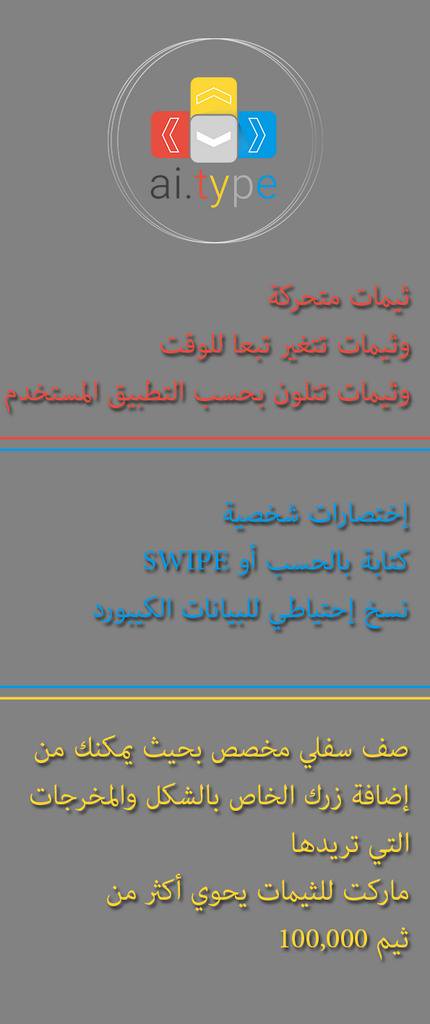 ai.type
ثيمات متحركة
وثيمات تتغير تبعا للوقت
وثيمات تتلون بحسب التطبيق المستخدم
إختصارات شخصية
كتابة بالحسب أو SWIPE
نسخ إحتياطي للبيانات الكيبورد
صف سفلي مخصص بحيث يمكنك من
إضافة زرك الخاص بالشكل والمخرجات
التي تريدها
ماركت للثيمات يحوي أكثر من
100,000 ثيم